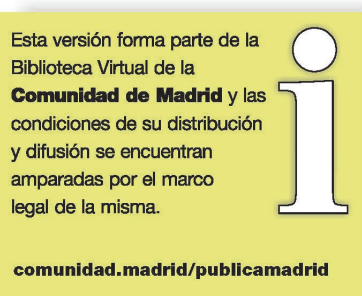 Esta versión forma parte de la
Biblioteca Virtual de la
Comunidad de Madrid y las
condiciones de su distribución
y difusión se encuentran
amparadas por el marco
legal de la misma.
i
comunidad.madrid/publicamadrid